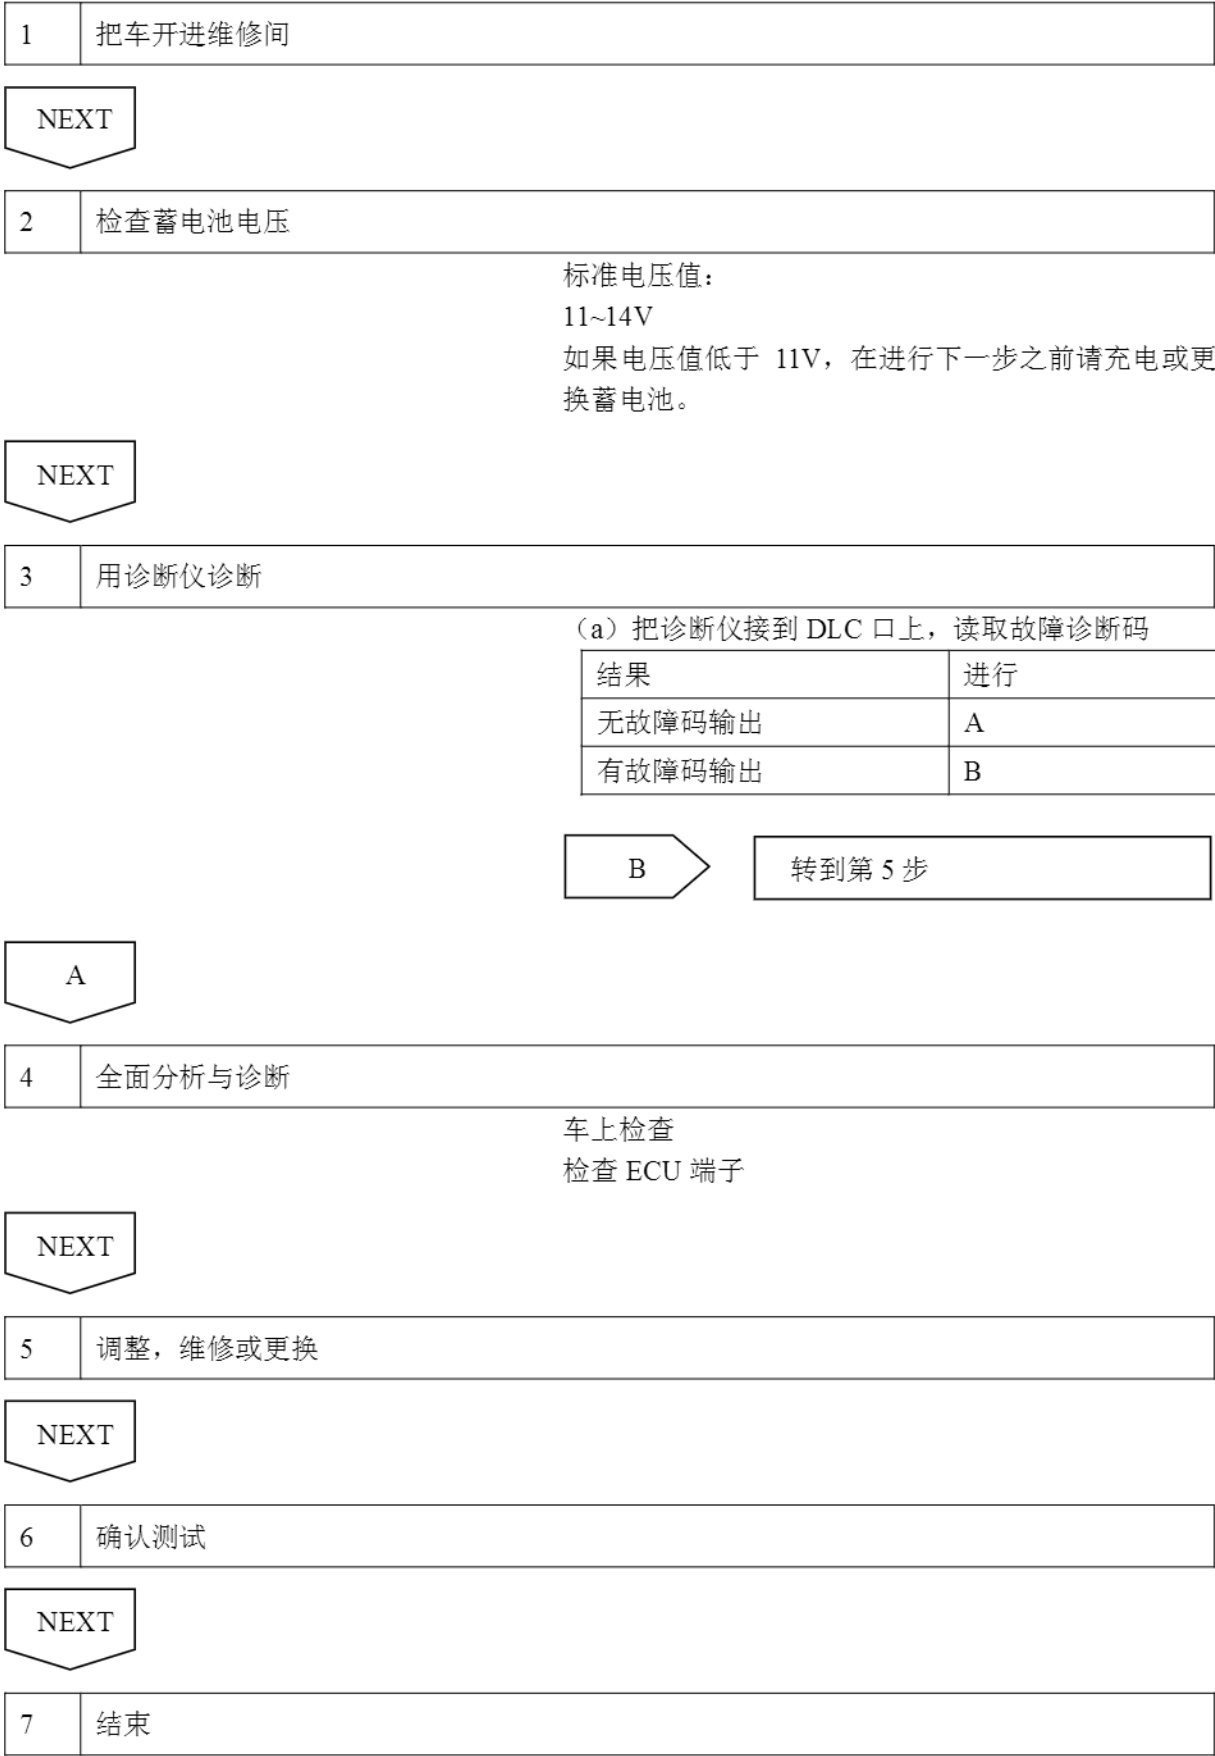 1 把车开进维修间
NEXT
2 检查蓄电池电压
标准电压值：
11~14V
如果电压值低于 11V，在进行下一步之前请充电或更
换蓄电池。
NEXT
3 用诊断仪诊断
（a）把诊断仪接到 DLC 口上，读取故障诊断码
结果 进行
无故障码输出 A
有故障码输出 B
B 转到第 5 步
A
4 全面分析与诊断
车上检查
检查 ECU 端子
NEXT
5 调整，维修或更换
NEXT
6 确认测试
NEXT
7 结束